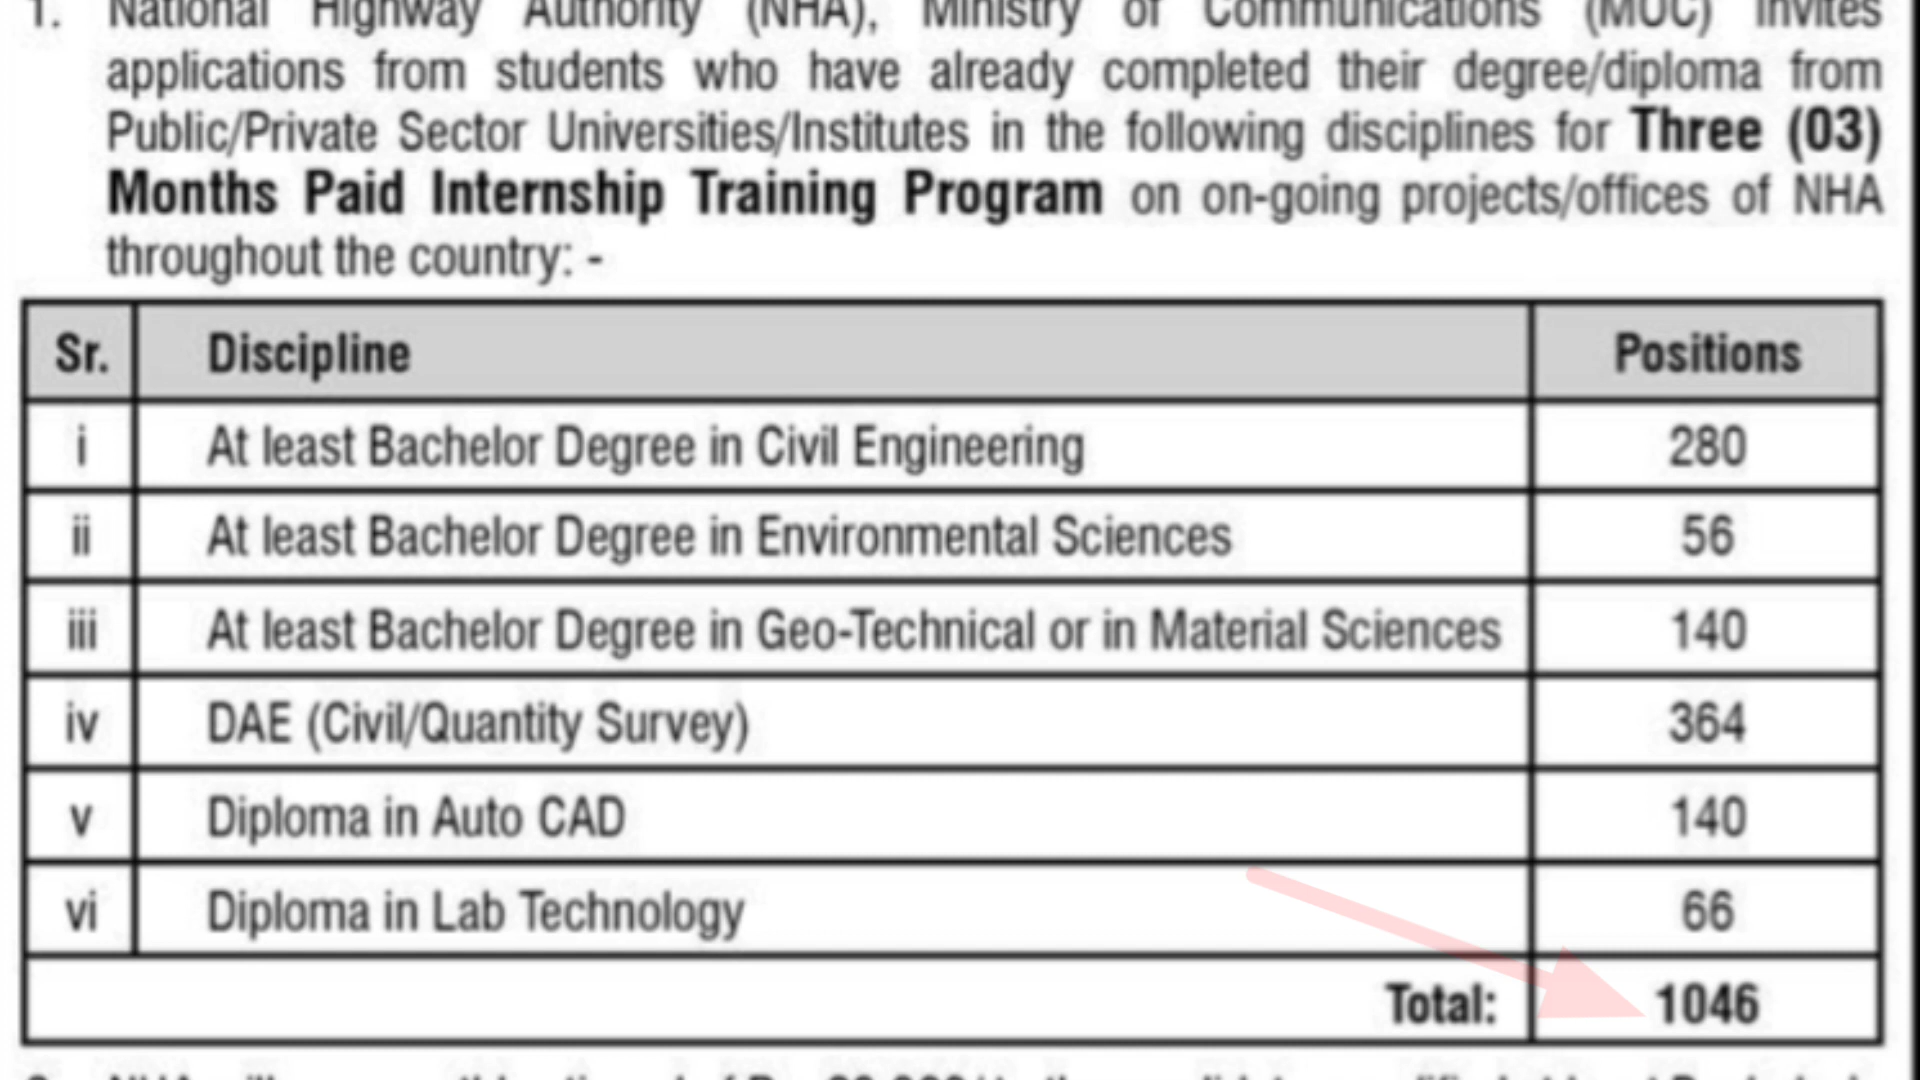 1. National Highway Authority (NHA), Ministry of Communications (MOC) invites
applications from students who have already completed their degree/diploma from
Public/Private Sector Universities/Institutes in the following disciplines for Three (03)
Months Paid Internship Training Program on on-going projects/offices of NHA
throughout the country: -
Sr. Discipline Positions
i At least Bachelor Degree in Civil Engineering 280
ii At least Bachelor Degree in Environmental Sciences 56
iii At least Bachelor Degree in Geo-Technical or in Material Sciences 140
iv DAE (Civil/Quantity Survey) 364
v Diploma in Auto CAD 140
vi Diploma in Lab Technology 66
Total: 1046